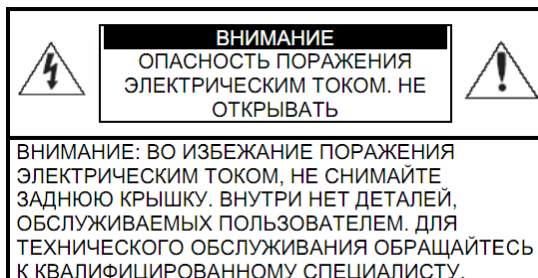 ВНИМАНИЕ
ОПАСНОСТЬ ПОРАЖЕНИЯ
ЭЛЕКТРИЧЕСКИМ ТОКОМ. НЕ
ОТКРЫВАТЬ
ВНИМАНИЕ: ВО ИЗБЕЖАНИЕ ПОРАЖЕНИЯ
ЭЛЕКТРИЧЕСКИМ ТОКОМ, НЕ СНИМАЙТЕ
ЗАДНЮЮ КРЫШКУ. ВНУТРИ НЕТ ДЕТАЛЕЙ,
ОБСЛУЖИВАЕМЫХ ПОЛЬЗОВАТЕЛЕМ. ДЛЯ
ТЕХНИЧЕСКОГО ОБСЛУЖИВАНИЯ ОБРАЩАЙТЕСЬ
К КВАЛИФИЦИРОВАННОМУ СПЕЦИАЛИСТУ.